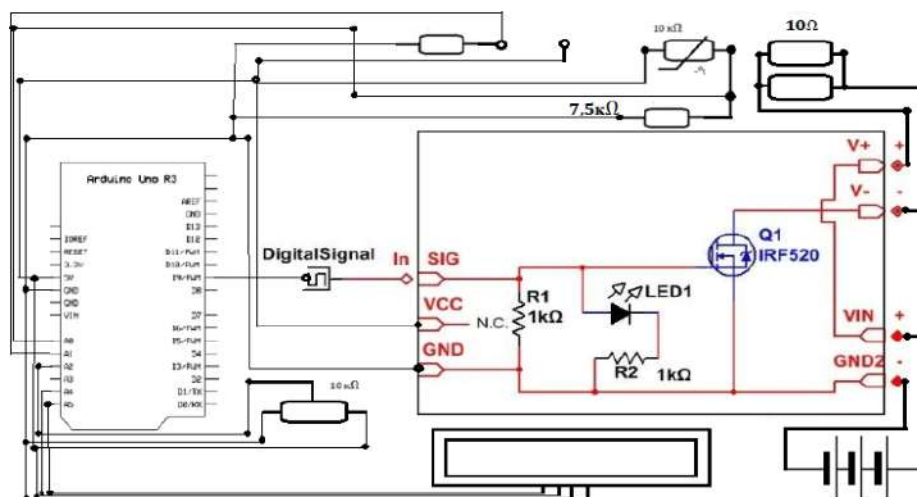 10 кΩ
10Ω
7,5кΩ
Arduino Uno R3
AREF
GND
D13
IOREF
D12
RESET
D11/PWM
3.3V
D10/PWM
5V
D9/PWM
GND
D8
GND
VIN
D7
D6/PWM
A0
D5/PWM
A1
D4
A2
D3/PWM
A3
D2
A4
D1/TX
A5
D0/RX
DigitalSignal
In
SIG
VCC
N.C.
GND
R1
1kΩ
LED1
R2
1kΩ
Q1
IRF520
V+
+
V-
-
VIN
+
GND2
-
10 кΩ